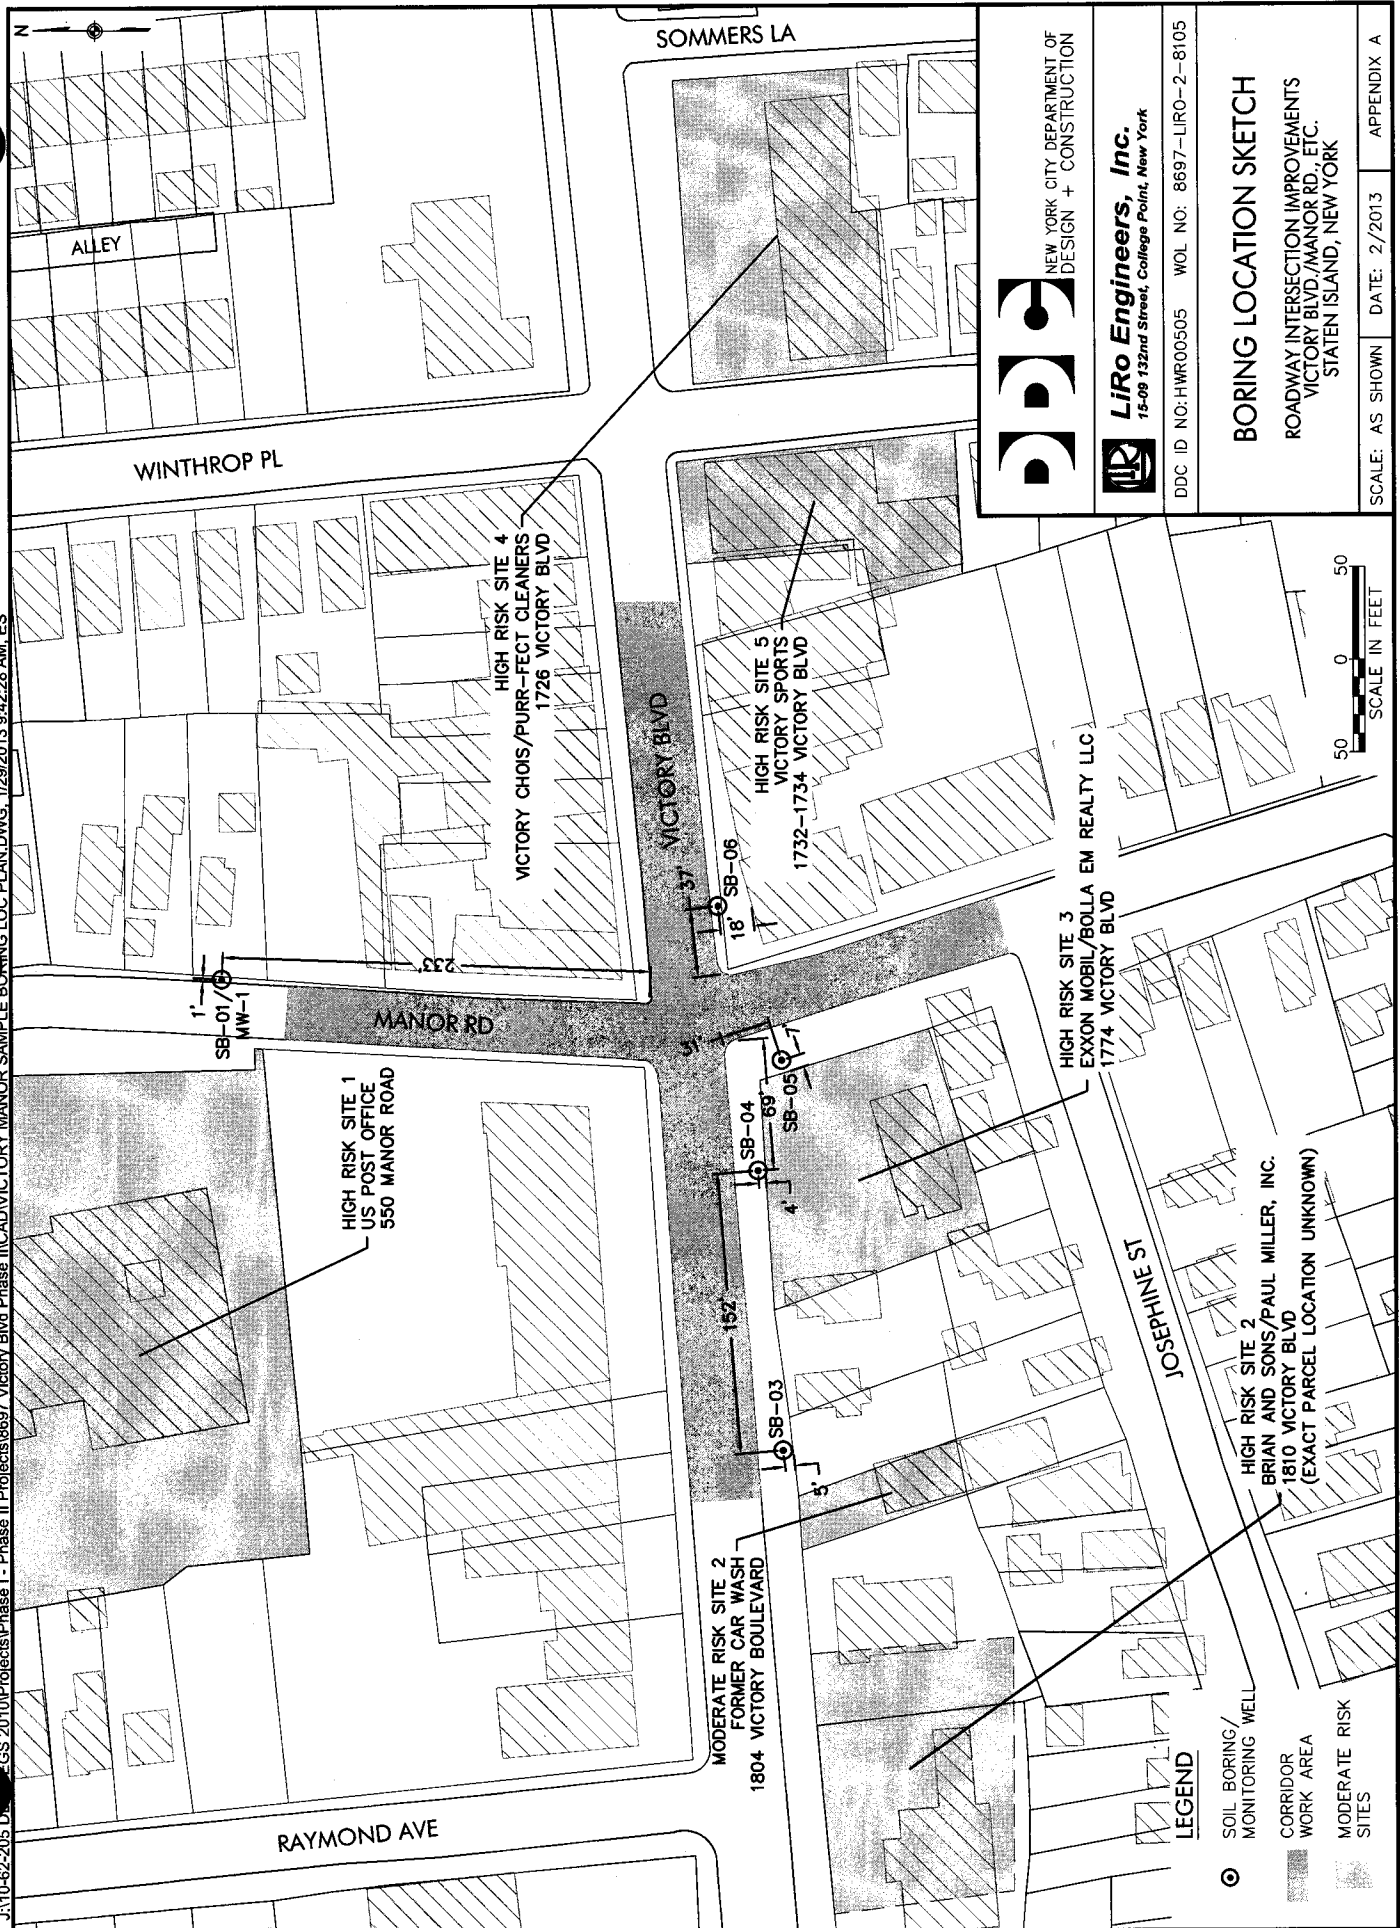 N
SOMMERS LA
ALLEY
WINTHROP PL
HIGH RISK SITE 4
VICTORY CHOIS/PURR-FECT CLEANERS
1726 VICTORY BLVD
VICTORY BLVD
HIGH RISK SITE 5
VICTORY SPORTS
1732-1734 VICTORY BLVD
37'
SB-06
18'
233'
1'
SB-01/
MW-1
MANOR RD
HIGH RISK SITE 1
US POST OFFICE
550 MANOR ROAD
31'
7'
SB-05
69'
SB-04
4'
HIGH RISK SITE 3
EXXON MOBIL/BOLLA EM REALTY LLC
1774 VICTORY BLVD
152'
SB-03
5'
MODERATE RISK SITE 2
FORMER CAR WASH
1804 VICTORY BOULEVARD
JOSEPHINE ST
HIGH RISK SITE 2
BRIAN AND SONS/PAUL MILLER, INC.
1810 VICTORY BLVD
(EXACT PARCEL LOCATION UNKNOWN)
RAYMOND AVE
LEGEND
SOIL BORING/
MONITORING WELL
CORRIDOR
WORK AREA
MODERATE RISK
SITES
50 0 50
SCALE IN FEET
DDC
NEW YORK CITY DEPARTMENT OF
DESIGN + CONSTRUCTION
LiRo Engineers, Inc.
15-09 132nd Street, College Point, New York
DDC ID NO: HWR00505 WOL NO: 8697-LIRO-2-8105
BORING LOCATION SKETCH
ROADWAY INTERSECTION IMPROVEMENTS
VICTORY BLVD./MANOR RD., ETC.
STATEN ISLAND, NEW YORK
SCALE: AS SHOWN DATE: 2/2013 APPENDIX A